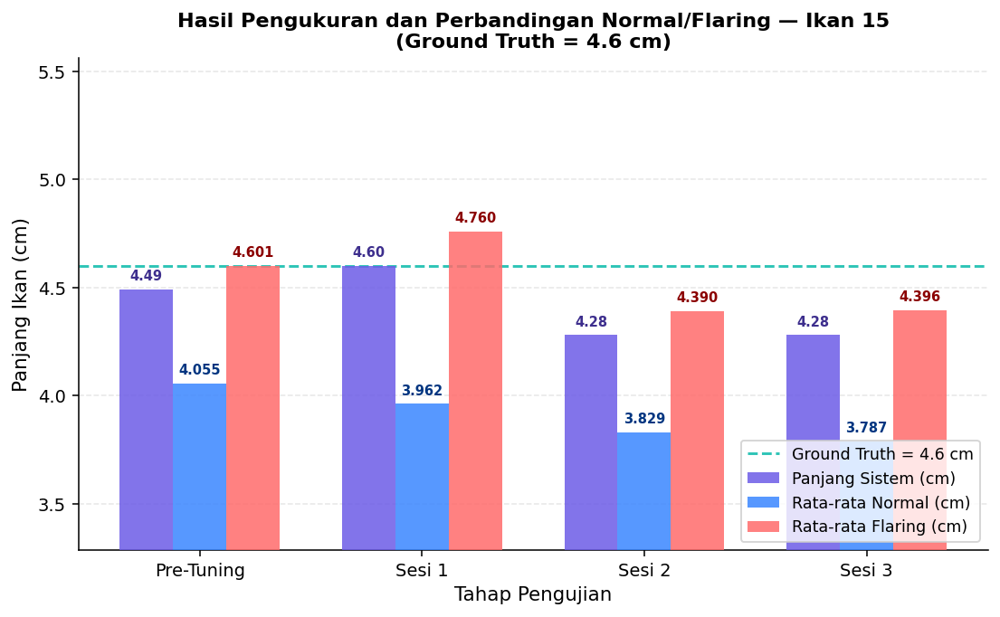 Hasil Pengukuran dan Perbandingan Normal/Flaring — Ikan 15
(Ground Truth = 4.6 cm)
Panjang Ikan (cm)
5.5
5.0
4.5
4.0
3.5
4.49
4.055
4.601
4.60
3.962
4.760
4.28
3.829
4.390
4.28
3.787
4.396
Ground Truth = 4.6 cm
Panjang Sistem (cm)
Rata-rata Normal (cm)
Rata-rata Flaring (cm)
Pre-Tuning
Sesi 1
Sesi 2
Sesi 3
Tahap Pengujian